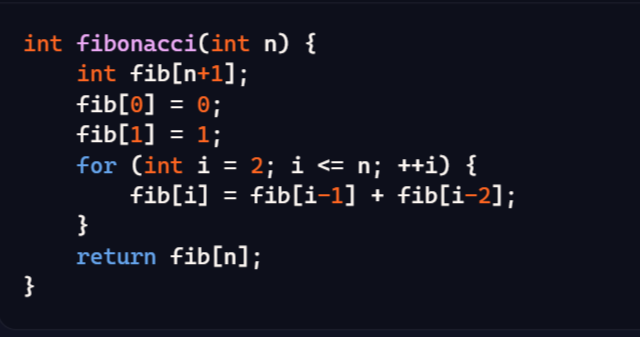 int fibonacci(int n) {
    int fib[n+1];
    fib[0] = 0;
    fib[1] = 1;
    for (int i = 2; i <= n; ++i) {
        fib[i] = fib[i-1] + fib[i-2];
    }
    return fib[n];
}